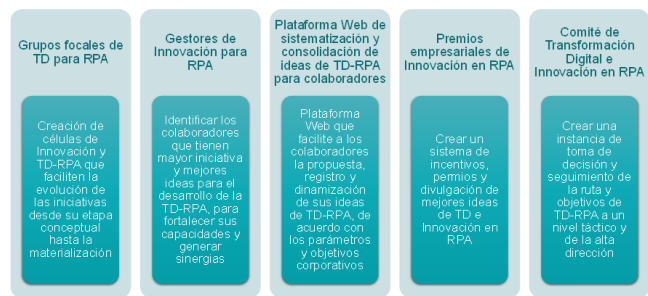 Grupos focales de
TD para RPA
Creación de
células de
Innovación y
TD-RPA que
faciliten la
evolución de
las iniciativas
desde su etapa
conceptual
hasta la
materialización
Gestores de
Innovación para
RPA
Identificar los
colaboradores
que tienen
mayor iniciativa
y mejores
ideas para el
desarrollo de la
TD-RPA, para
fortalecer sus
capacidades y
generar
sinergias
Plataforma Web de
sistematización y
consolidación de
ideas de TD-RPA
para colaboradores
Plataforma
Web que
facilite a los
colaboradores
la propuesta,
registro y
dinamización
de sus ideas
de TD-RPA, de
acuerdo con
los parámetros
y objetivos
corporativos
Premios
empresariales de
Innovación en RPA
Crear un
sistema de
incentivos,
permios y
divulgación de
mejores ideas
de TD e
Innovación en
RPA
Comité de
Transformación
Digital e
Innovación en RPA
Crear una
instancia de
toma de
decisión y
seguimiento de
la ruta y
objetivos de
TD-RPA a un
nivel táctico y
de la alta
dirección